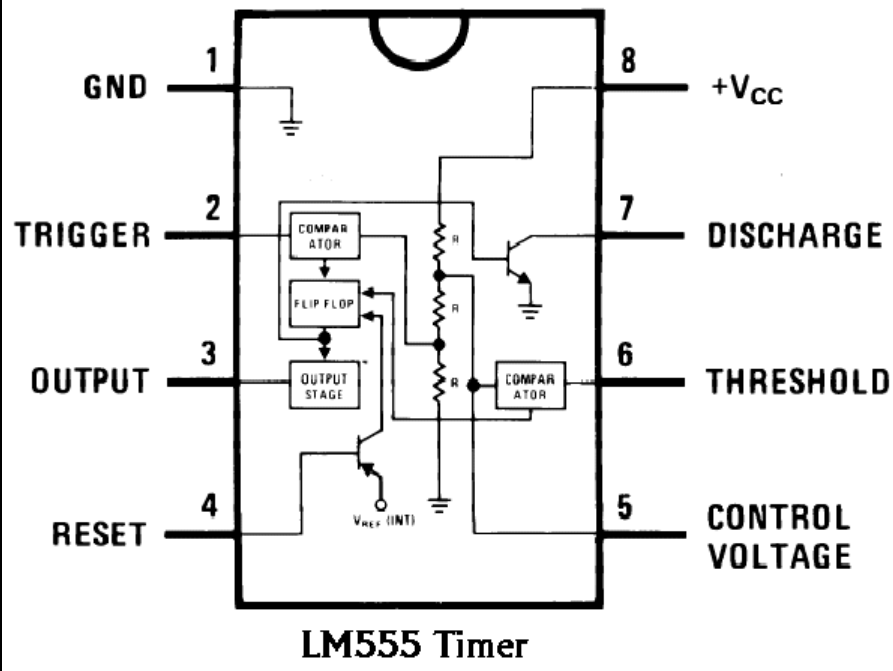 1
GND
8
+VCC
2
TRIGGER
7
DISCHARGE
COMPAR
ATOR
R
FLIP FLOP
R
3
OUTPUT
OUTPUT
STAGE
R
COMPAR
ATOR
6
THRESHOLD
4
RESET
VREF (INT)
5
CONTROL
VOLTAGE
LM555 Timer